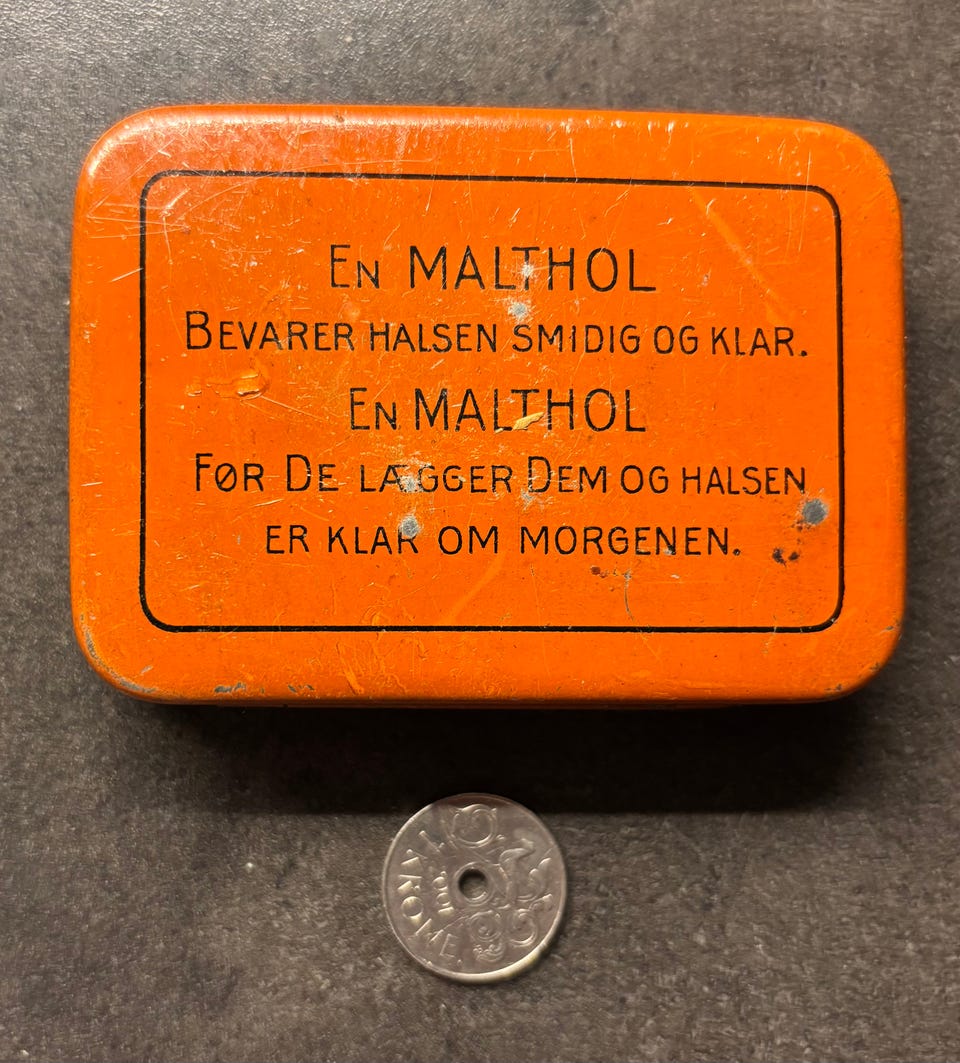 En MALTHOL
Bevarer halsen smidig og klar.
En MALTHOL
Før De lægger Dem og halsen
er klar om morgenen.
1 KRONE